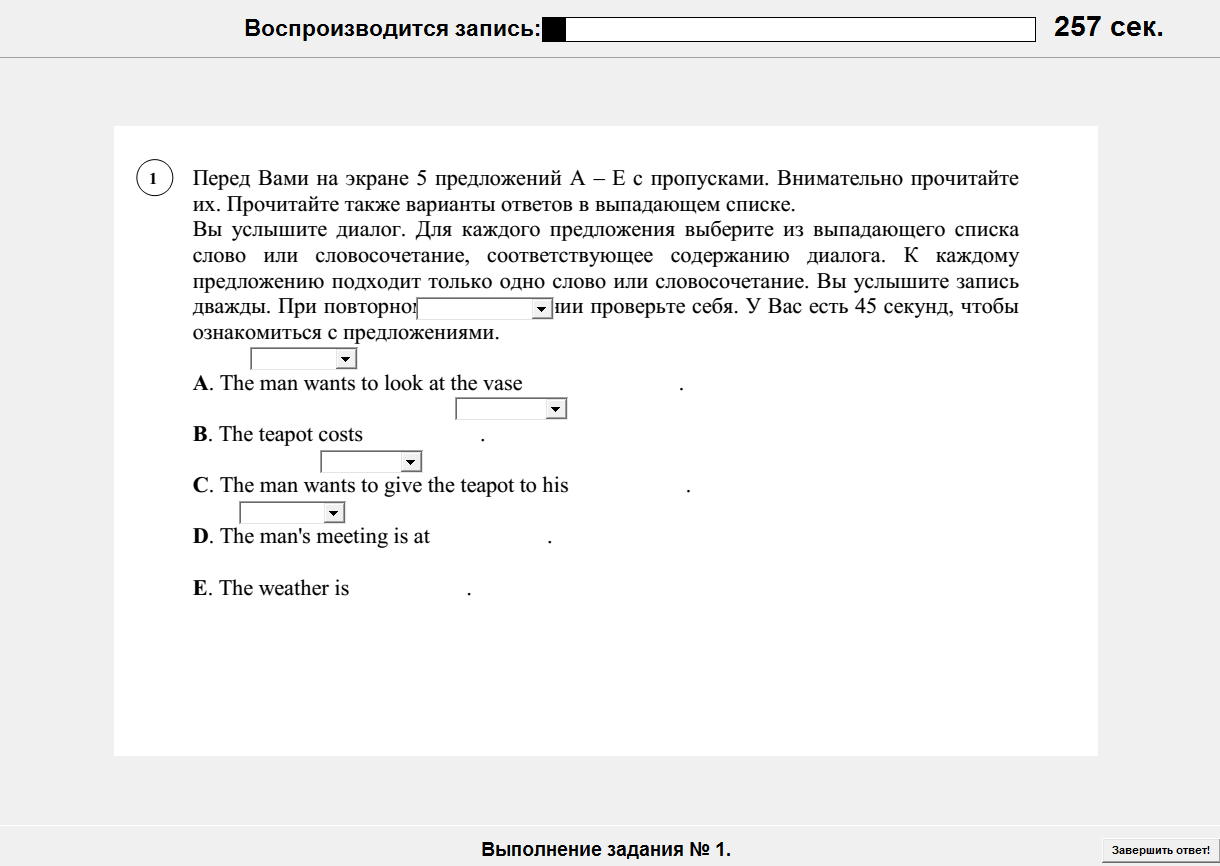 Воспроизводится запись: 257 сек.
1 Перед Вами на экране 5 предложений A – E с пропусками. Внимательно прочитайте
их. Прочитайте также варианты ответов в выпадающем списке.
Вы услышите диалог. Для каждого предложения выберите из выпадающего списка
слово или словосочетание, соответствующее содержанию диалога. К каждому
предложению подходит только одно слово или словосочетание. Вы услышите запись
дважды. При проверьте себя. У Вас есть 45 секунд, чтобы
ознакомиться с предложениями.
A. The man wants to look at the vase .
B. The teapot costs .
C. The man wants to give the teapot to his .
D. The man's meeting is at .
E. The weather is .
Выполнение задания № 1.
Завершить ответ!